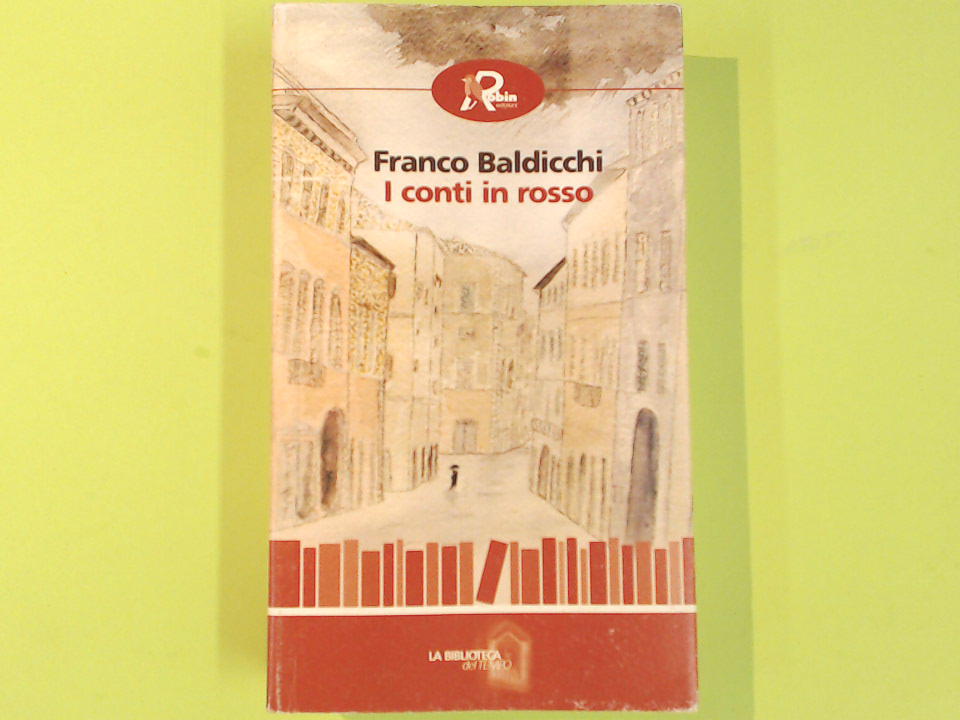 Robin
edizioni
Franco Baldicchi
I conti in rosso
LA BIBLIOTECA
del TEMPO